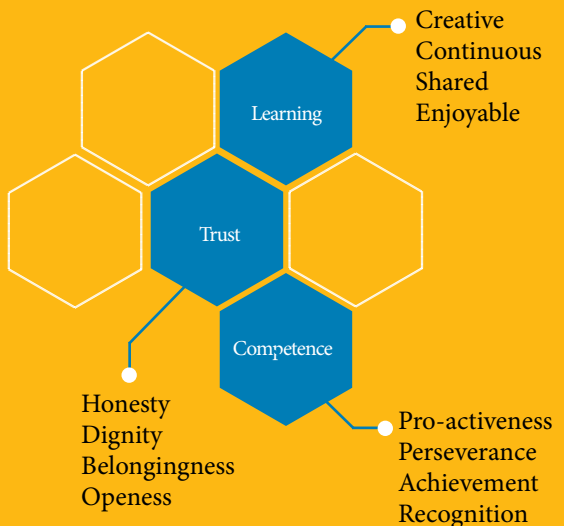 Creative
Continuous
Shared
Enjoyable
Learning
Trust
Competence
Honesty
Dignity
Belongingness
Openess
Pro-activeness
Perseverance
Achievement
Recognition